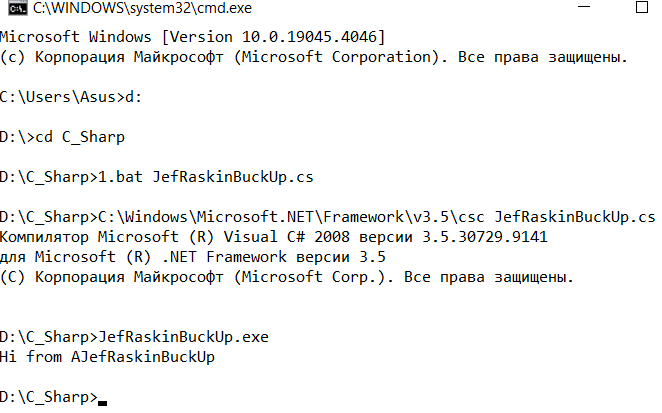 C:\WINDOWS\system32\cmd.exe
Microsoft Windows [Version 10.0.19045.4046]
(c) Корпорация Майкрософт (Microsoft Corporation). Все права защищены.
C:\Users\Asus>d:
D:\>cd C_Sharp
D:\C_Sharp>1.bat JefRaskinBuckUp.cs
D:\C_Sharp>C:\Windows\Microsoft.NET\Framework\v3.5\csc JefRaskinBuckUp.cs
Компилятор Microsoft (R) Visual C# 2008 версии 3.5.30729.9141
для Microsoft (R) .NET Framework версии 3.5
(C) Корпорация Майкрософт (Microsoft Corp.). Все права защищены.
D:\C_Sharp>JefRaskinBuckUp.exe
Hi from AJefRaskinBuckUp
D:\C_Sharp>